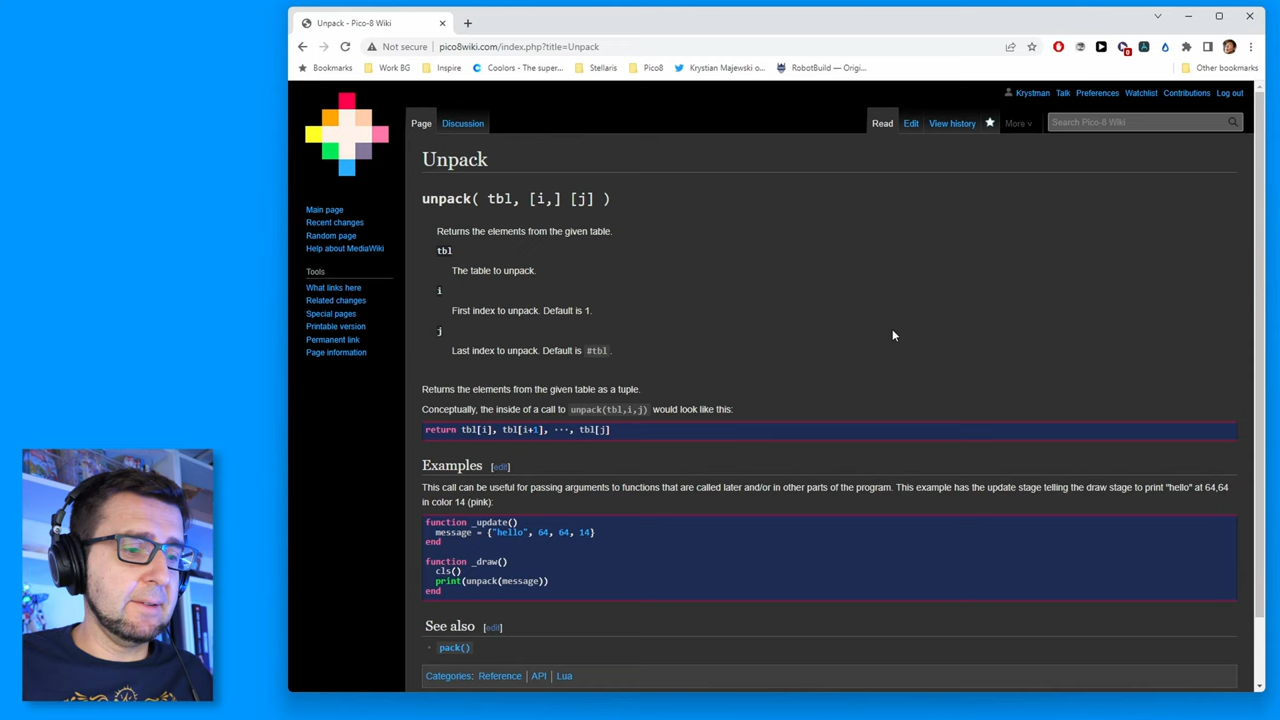 Unpack - Pico-8 Wiki
Not secure pico8wiki.com/index.php?title=Unpack
Bookmarks Work BG Inspire Coolors - The super... Stellaris Pico8 Krystian Majewski o... RobotBuild — Origi... Other bookmarks
Krystman Talk Preferences Watchlist Contributions Log out
Page Discussion Read Edit View history More Search Pico-8 Wiki
Unpack
unpack( tbl, [i,] [j] )
Main page
Recent changes
Random page
Help about MediaWiki
Tools
What links here
Related changes
Special pages
Printable version
Permanent link
Page information
Returns the elements from the given table.
tbl
The table to unpack.
i
First index to unpack. Default is 1.
j
Last index to unpack. Default is #tbl.
Returns the elements from the given table as a tuple.
Conceptually, the inside of a call to unpack(tbl,i,j) would look like this:
return tbl[i], tbl[i+1], ···, tbl[j]
Examples [edit]
This call can be useful for passing arguments to functions that are called later and/or in other parts of the program. This example has the update stage telling the draw stage to print "hello" at 64,64
in color 14 (pink):
function _update()
message = {"hello", 64, 64, 14}
end
function _draw()
cls()
print(unpack(message))
end
See also [edit]
pack()
Categories: Reference | API | Lua